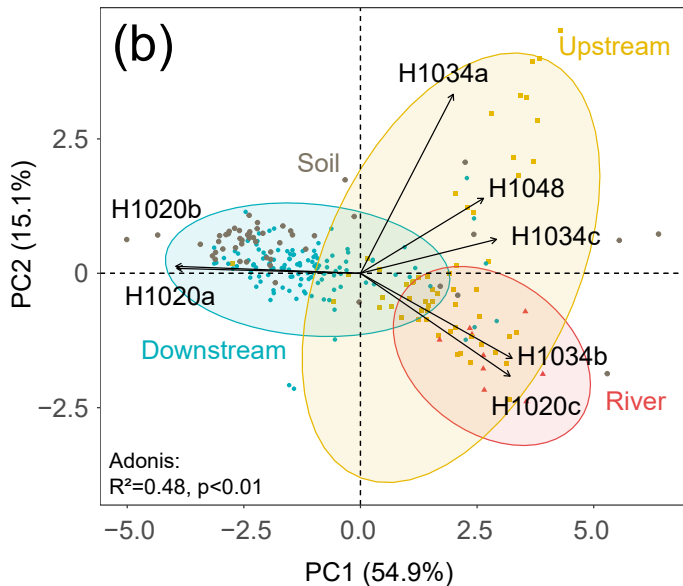 (b)
Upstream
H1034a
2.5
Soil
H1048
H1020b
H1034c
PC2 (15.1%)
0
H1020a
Downstream
H1034b
H1020c
River
−2.5
Adonis:
R²=0.48, p<0.01
−5.0 −2.5 0.0 2.5 5.0
PC1 (54.9%)